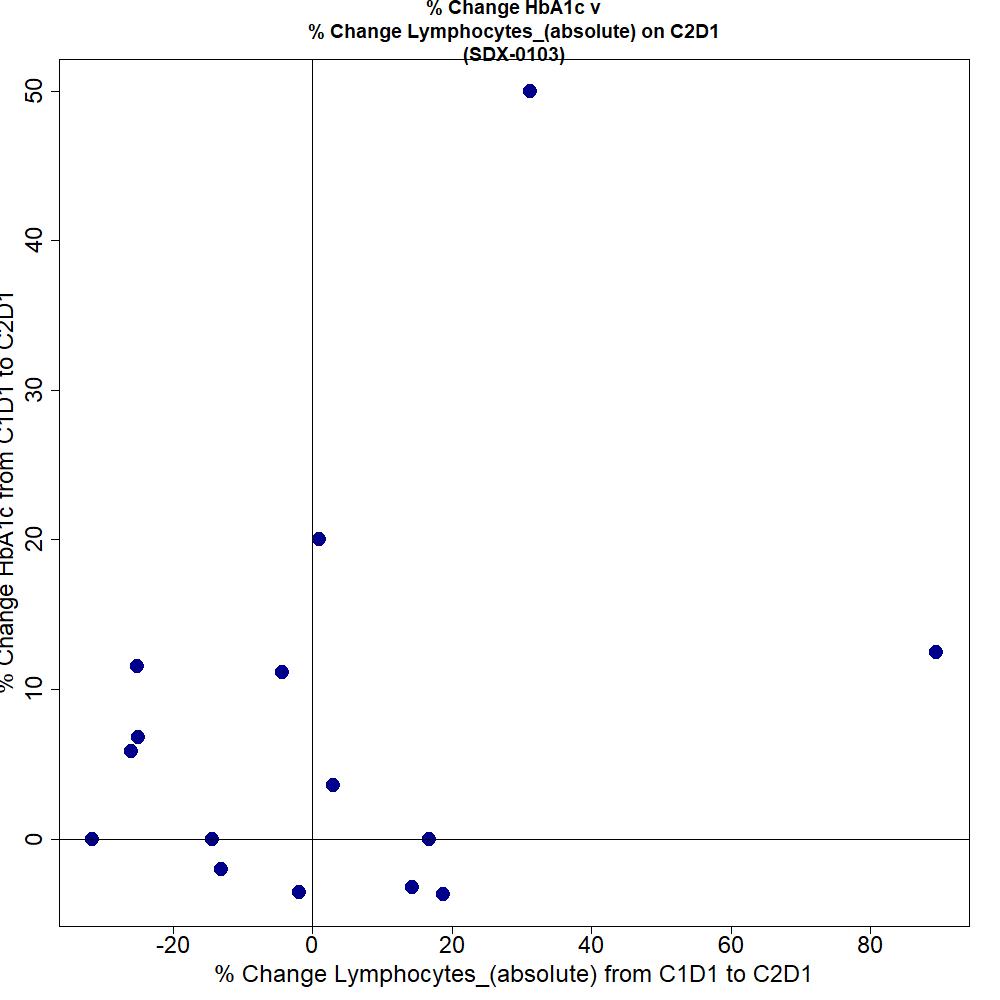 % Change HbA1c v
% Change Lymphocytes_(absolute) on C2D1
(SDX-0103)
% Change HbA1c from C1D1 to C2D1
50
40
30
20
10
0
-20 0 20 40 60 80
% Change Lymphocytes_(absolute) from C1D1 to C2D1